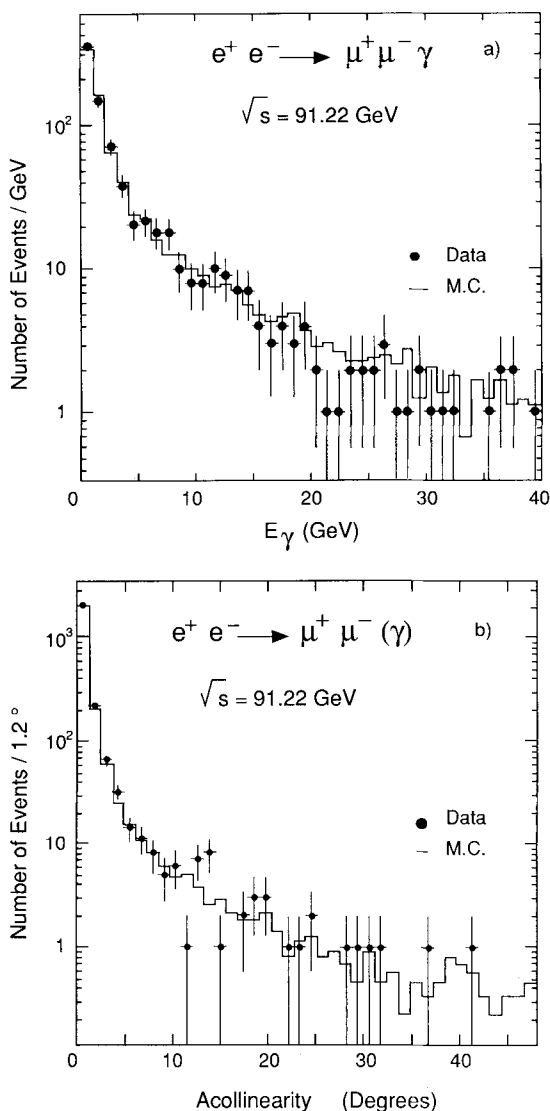 e⁺ e⁻ → μ⁺ μ⁻ γ a)
√s = 91.22 GeV
Number of Events / GeV
10²
10
1
● Data
— M.C.
0 10 20 30 40
E_γ (GeV)
e⁺ e⁻ → μ⁺ μ⁻ (γ) b)
√s = 91.22 GeV
Number of Events / 1.2 °
10³
10²
10
1
● Data
— M.C.
0 10 20 30 40
Acollinearity (Degrees)